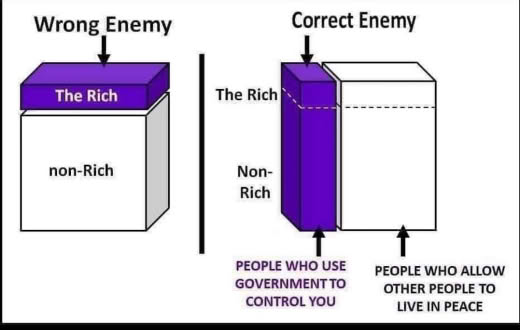 Wrong Enemy
The Rich
non-Rich
Correct Enemy
The Rich
Non-
Rich
PEOPLE WHO USE
GOVERNMENT TO
CONTROL YOU
PEOPLE WHO ALLOW
OTHER PEOPLE TO
LIVE IN PEACE